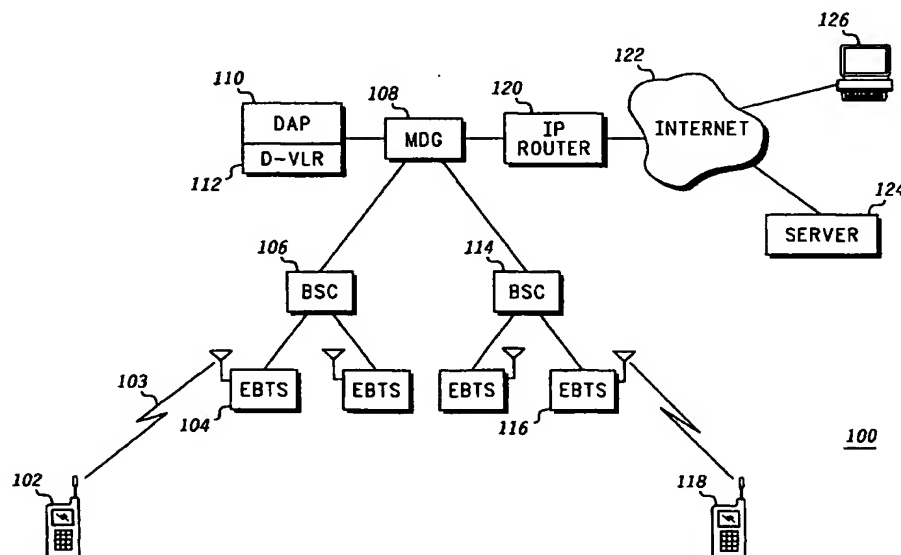 126
122
110
108
120
DAP
MDG
IP
ROUTER
INTERNET
D-VLR
112
124
SERVER
106
114
BSC
BSC
103
EBTS
EBTS
EBTS
EBTS
104
116
100
102
118